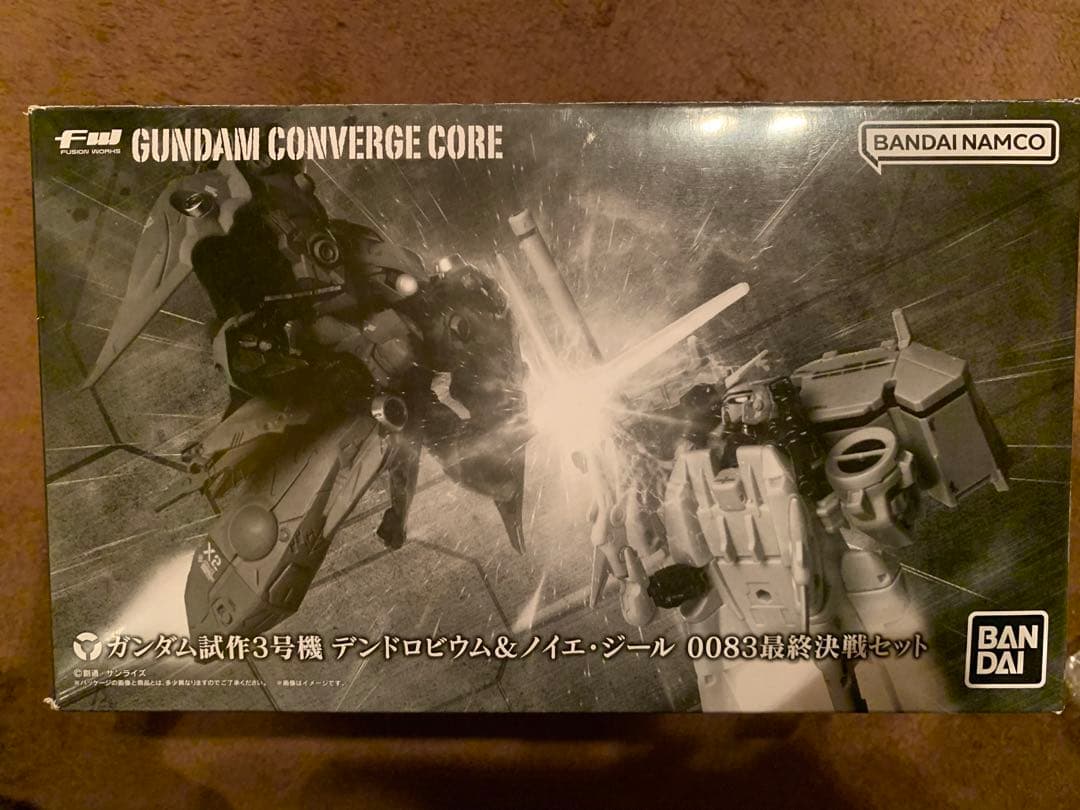 FW GUNDAM CONVERGE CORE
FUSION WORKS
BANDAI NAMCO
X2
ガンダム試作3号機 デンドロビウム&ノイエ・ジール 0083最終決戦セット
©創通・サンライズ
※パッケージの画像と商品とは、多少異なりますのでご了承ください。 ※画像はイメージです。
BAN
DAI